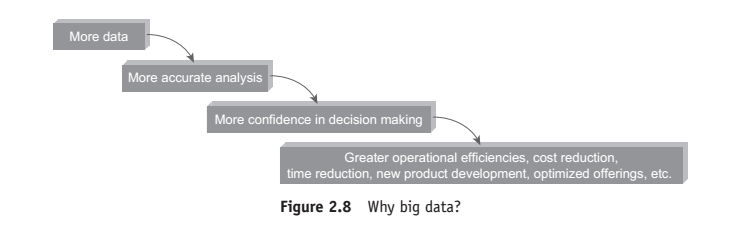 More data
More accurate analysis
More confidence in decision making
Greater operational efficiencies, cost reduction,
time reduction, new product development, optimized offerings, etc.
Figure 2.8 Why big data?